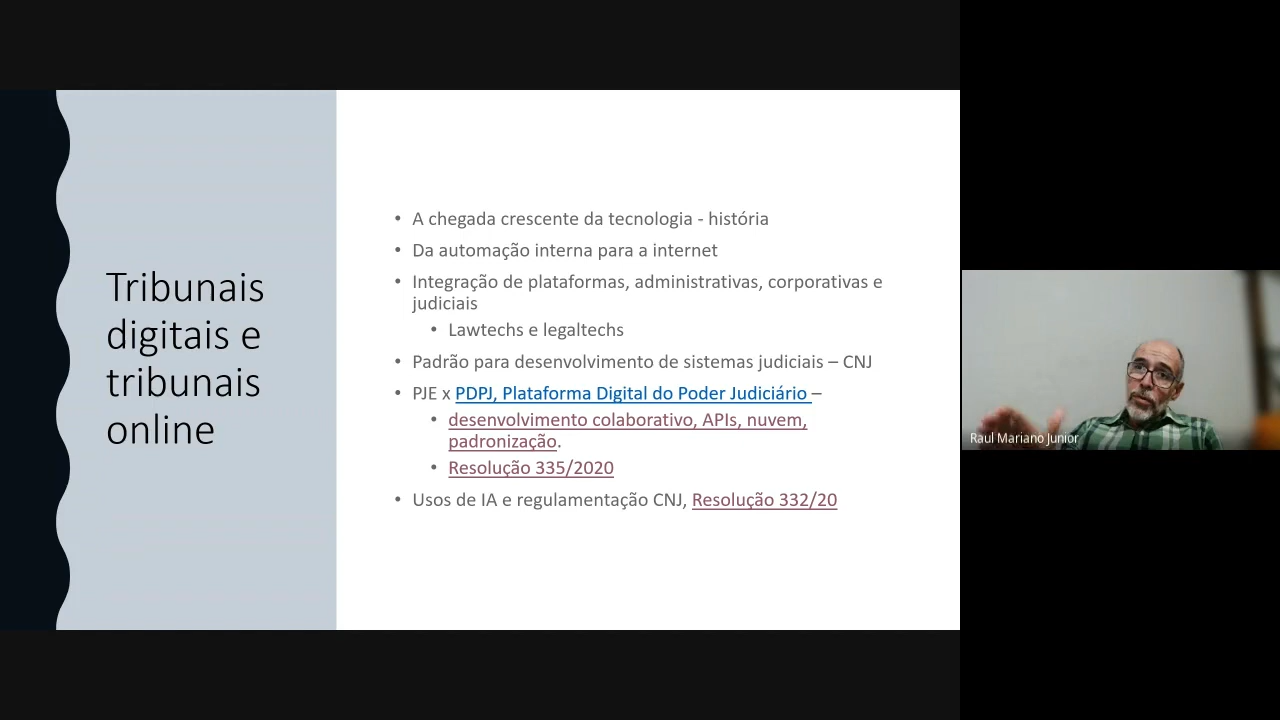 Tribunais
digitais e
tribunais
online
• A chegada crescente da tecnologia - história
• Da automação interna para a internet
• Integração de plataformas, administrativas, corporativas e
judiciais
• Lawtechs e legaltechs
• Padrão para desenvolvimento de sistemas judiciais – CNJ
• PJE x PDPJ, Plataforma Digital do Poder Judiciário –
• desenvolvimento colaborativo, APIs, nuvem,
padronização.
• Resolução 335/2020
• Usos de IA e regulamentação CNJ, Resolução 332/20
Raul Mariano Junior